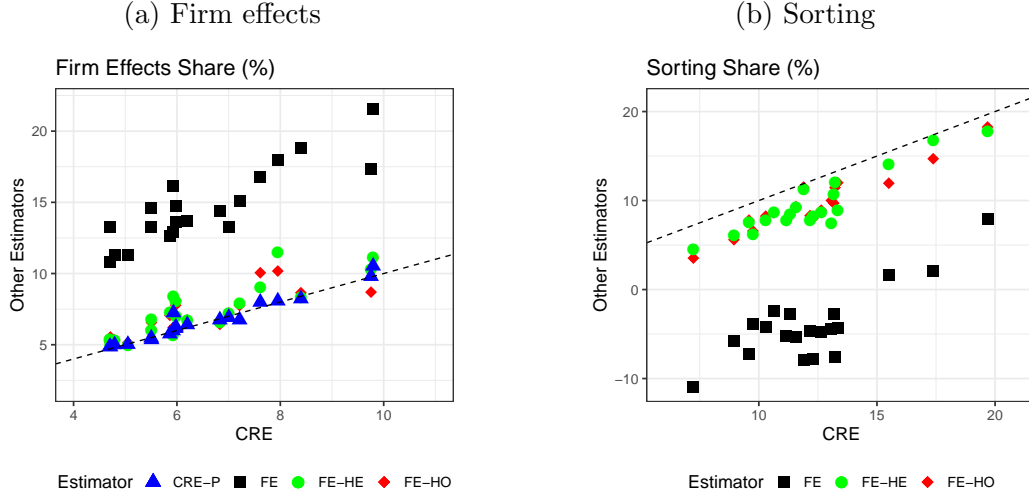 (a) Firm effects
Firm Effects Share (%)
Other Estimators
20
15
10
5
4
6
8
10
CRE
Estimator CRE−P FE FE−HE FE−HO
(b) Sorting
Sorting Share (%)
Other Estimators
20
10
0
−10
10
15
20
CRE
Estimator FE FE−HE FE−HO